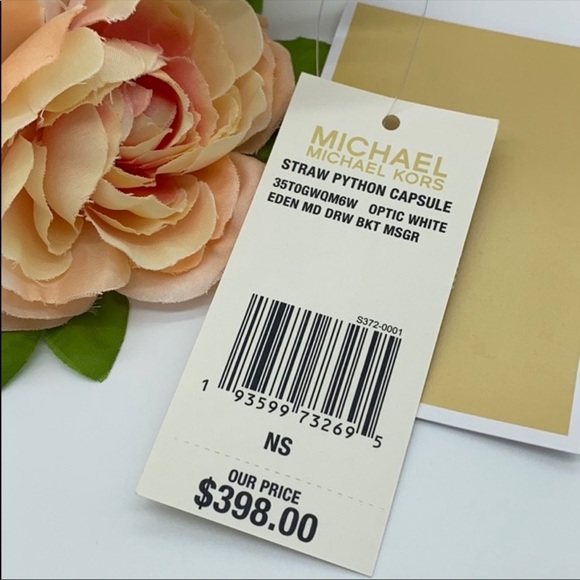 MICHAEL
MICHAEL KORS
STRAW PYTHON CAPSULE
35T0GWQM6W OPTIC WHITE
EDEN MD DRW BKT MSGR
S372-0001
1 93599 73269 5
NS
OUR PRICE
$398.00